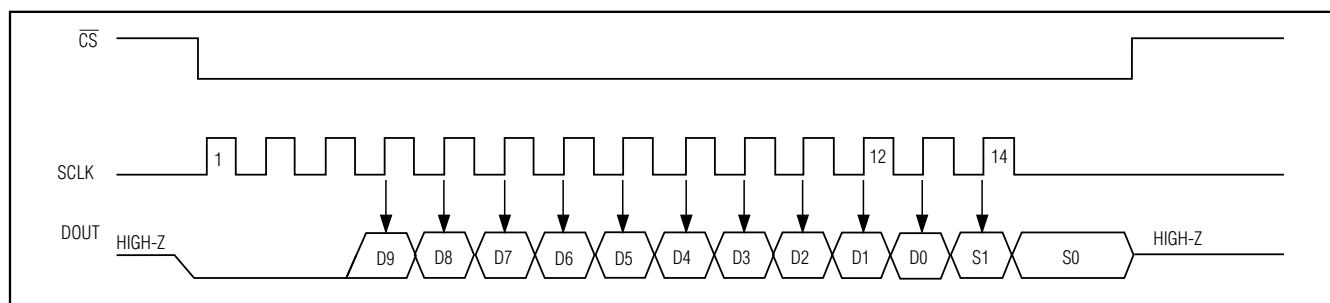 C̅S̅
1 12 14
SCLK
DOUT
HIGH-Z HIGH-Z
D9 D8 D7 D6 D5 D4 D3 D2 D1 D0 S1 S0